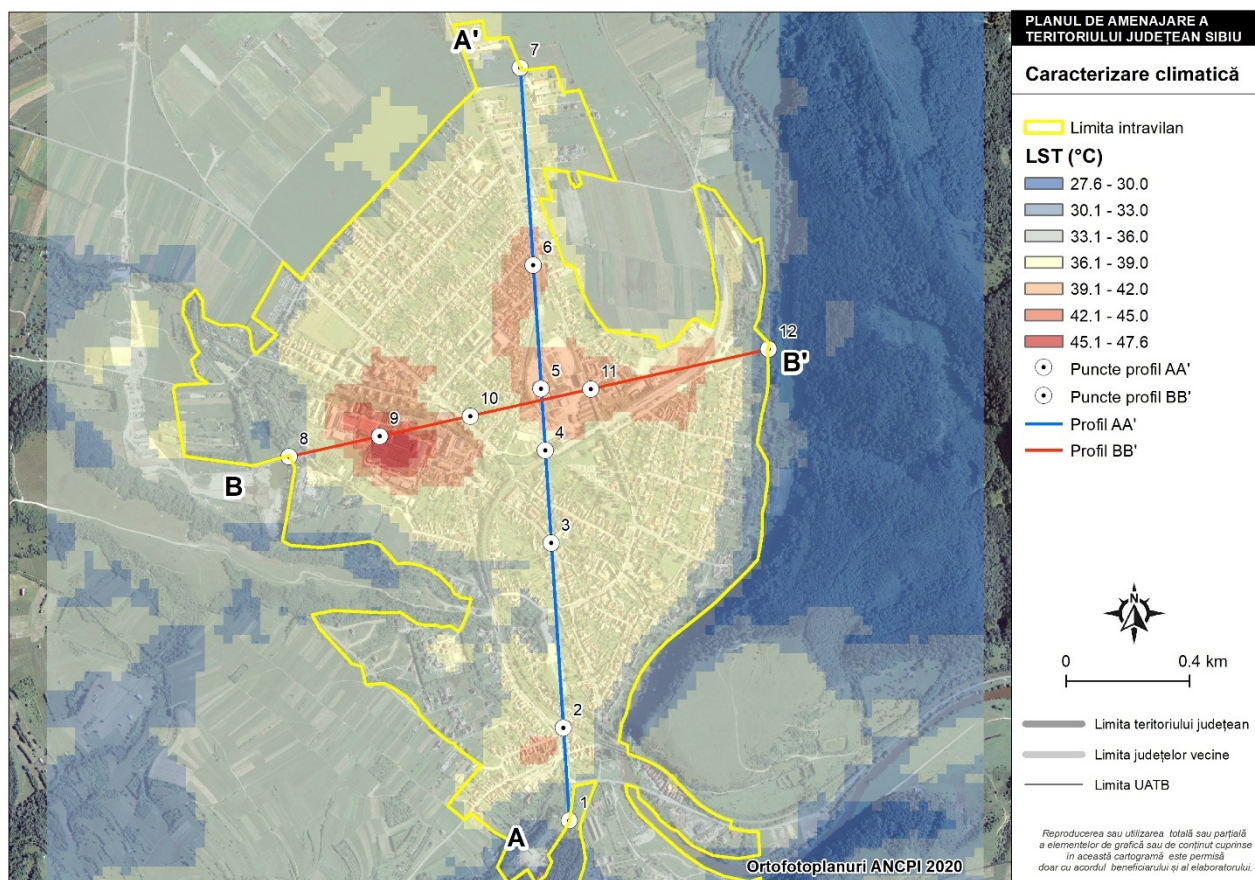 PLANUL DE AMENAJARE A
TERITORIULUI JUDEȚEAN SIBIU
Caracterizare climatică
Limita intravilan
LST (°C)
27.6 - 30.0
30.1 - 33.0
33.1 - 36.0
36.1 - 39.0
39.1 - 42.0
42.1 - 45.0
45.1 - 47.6
Puncte profil AA'
Puncte profil BB'
Profil AA'
Profil BB'
A'
7
6
12
B'
5
11
10
9
4
8
B
3
2
1
A
N
0
0.4 km
Limita teritoriului județean
Limita județelor vecine
Limita UATB
Ortofotoplanuri ANCPI 2020
Reproducerea sau utilizarea totală sau parțială
a elementelor de grafică sau de conținut cuprinse
în această cartogramă este permisă
doar cu acordul beneficiarului și al elaboratorului.